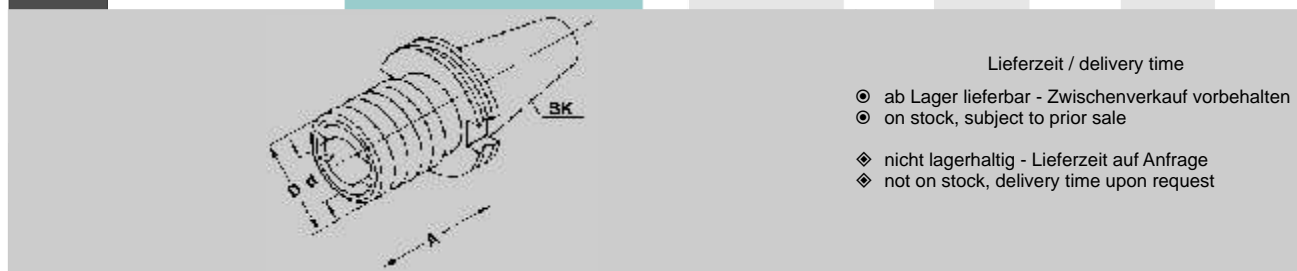 Lieferzeit / delivery time
ab Lager lieferbar - Zwischenverkauf vorbehalten
on stock, subject to prior sale
nicht lagerhaltig - Lieferzeit auf Anfrage
not on stock, delivery time upon request
SK
D d
A